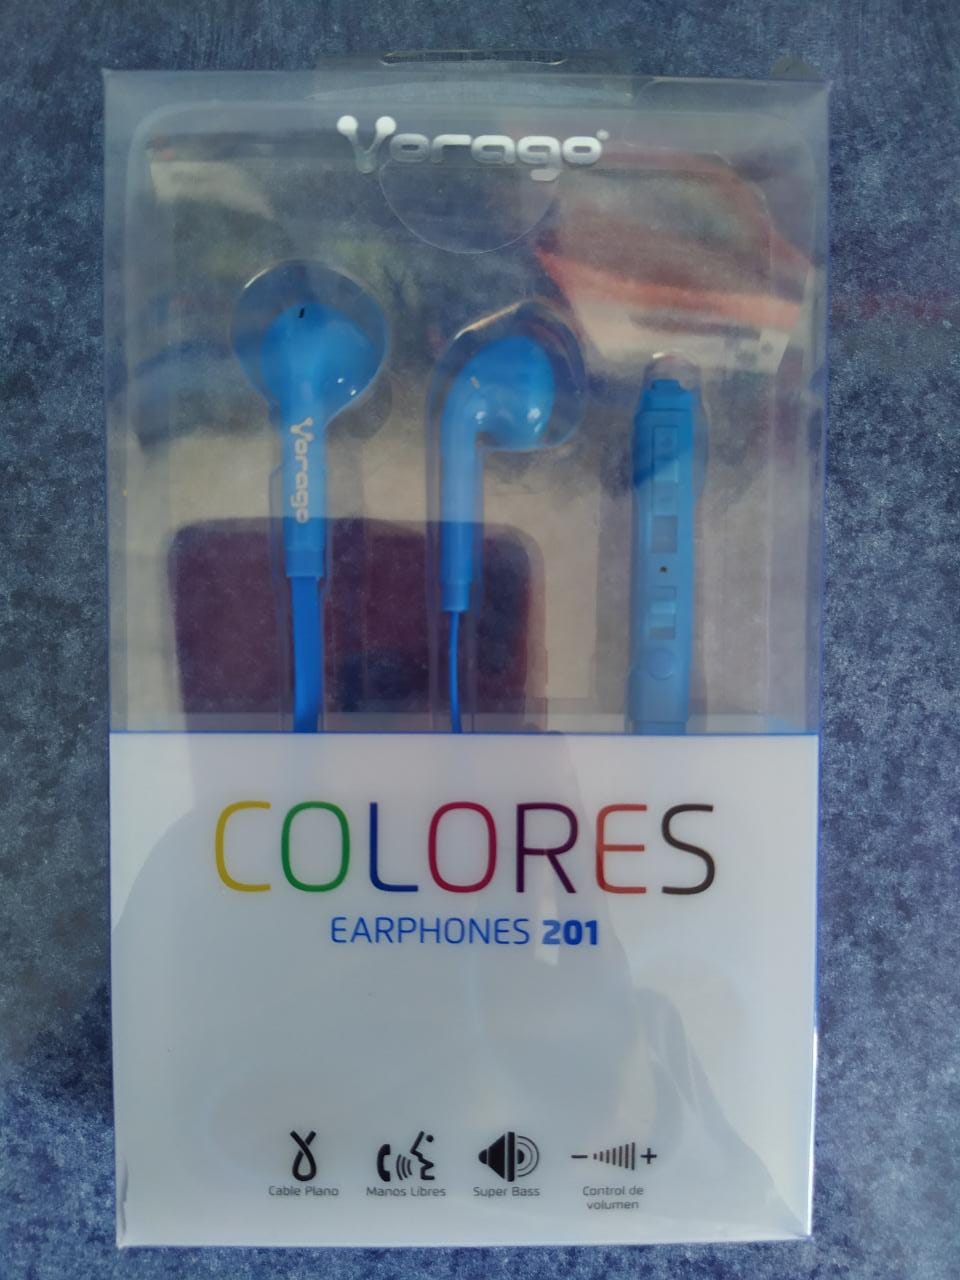 Vorago
Vorago
COLORES
EARPHONES 201
Cable Plano
Manos Libres
Super Bass
Control de
volumen